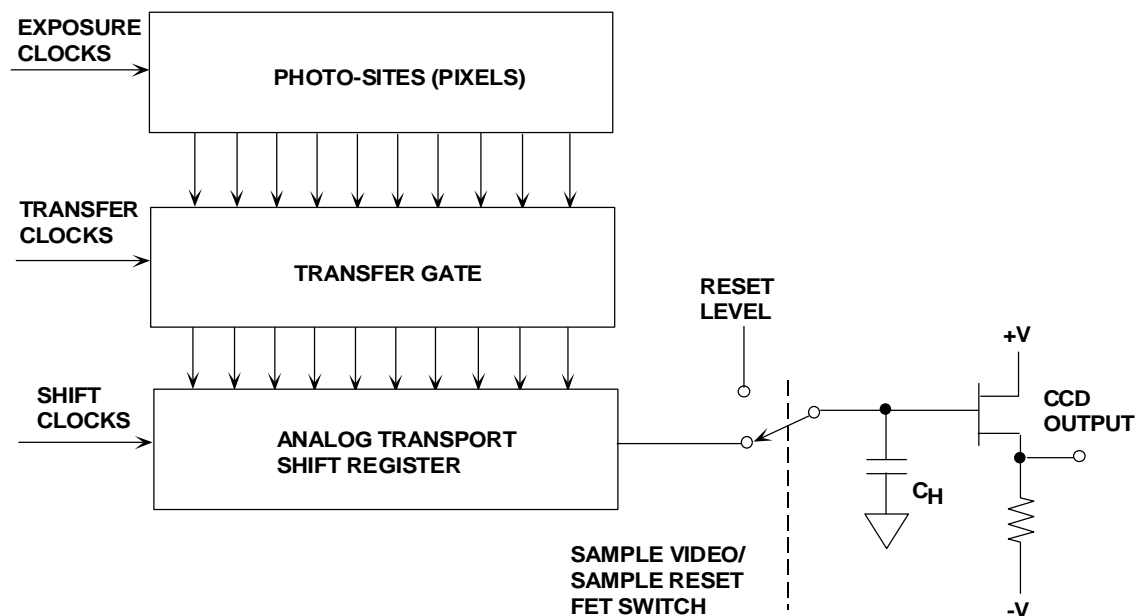 EXPOSURE
CLOCKS
PHOTO-SITES (PIXELS)
TRANSFER
CLOCKS
TRANSFER GATE
RESET
LEVEL
+V
SHIFT
CLOCKS
ANALOG TRANSPORT
SHIFT REGISTER
CCD
OUTPUT
CH
SAMPLE VIDEO/
SAMPLE RESET
FET SWITCH
-V